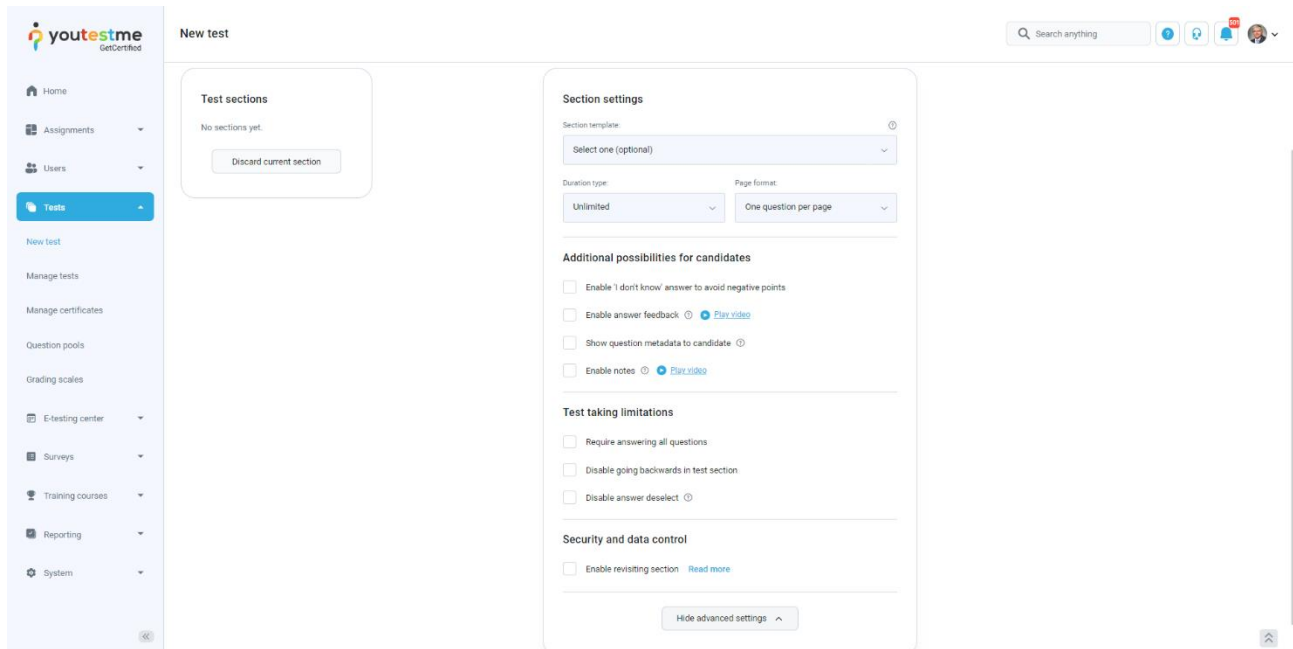 youtestme
GetCertified
New test
Search anything
501
Home
Assignments
Users
Tests
New test
Manage tests
Manage certificates
Question pools
Grading scales
E-testing center
Surveys
Training courses
Reporting
System
Test sections
No sections yet.
Discard current section
Section settings
Section template:
Select one (optional)
Duration type: Page format:
Unlimited One question per page
Additional possibilities for candidates
Enable 'I don't know' answer to avoid negative points
Enable answer feedback Play video
Show question metadata to candidate
Enable notes Play video
Test taking limitations
Require answering all questions
Disable going backwards in test section
Disable answer deselect
Security and data control
Enable revisiting section Read more
Hide advanced settings